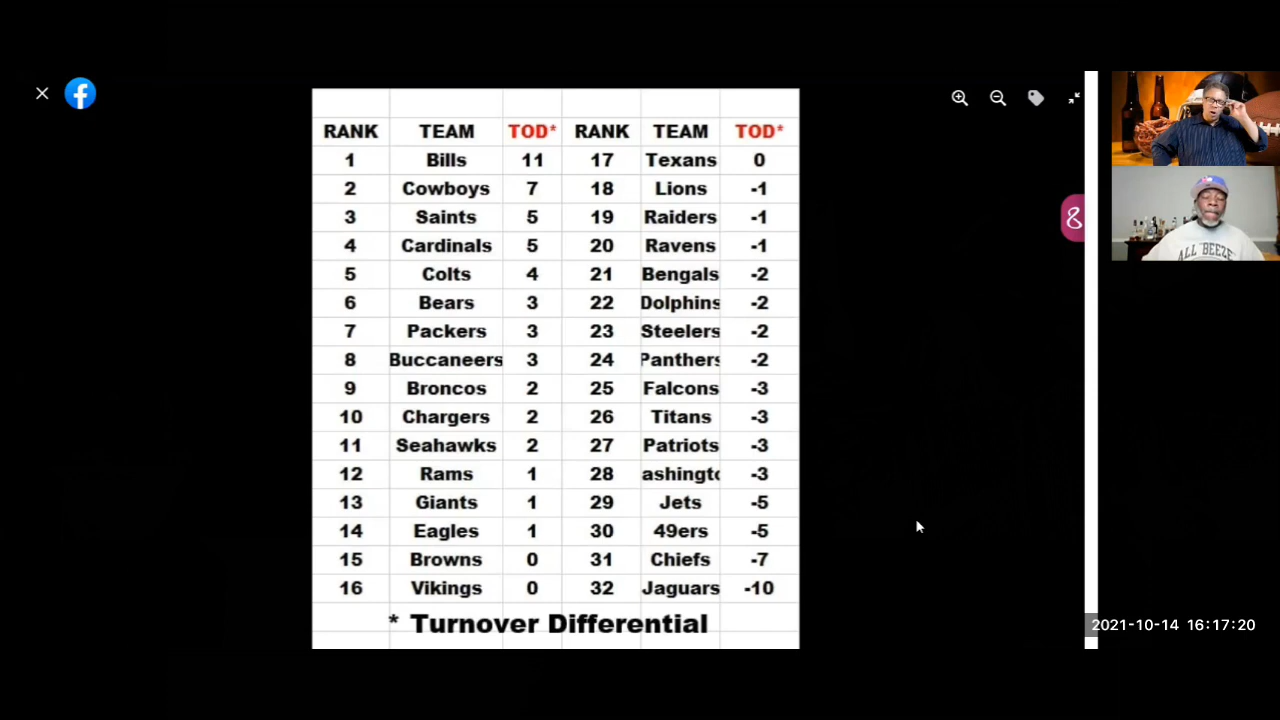 RANK TEAM TOD* RANK TEAM TOD*
1 Bills 11 17 Texans 0
2 Cowboys 7 18 Lions -1
3 Saints 5 19 Raiders -1
4 Cardinals 5 20 Ravens -1
5 Colts 4 21 Bengals -2
6 Bears 3 22 Dolphins -2
7 Packers 3 23 Steelers -2
8 Buccaneers 3 24 Panthers -2
9 Broncos 2 25 Falcons -3
10 Chargers 2 26 Titans -3
11 Seahawks 2 27 Patriots -3
12 Rams 1 28 ashingto -3
13 Giants 1 29 Jets -5
14 Eagles 1 30 49ers -5
15 Browns 0 31 Chiefs -7
16 Vikings 0 32 Jaguars -10
* Turnover Differential
8
ALL BEEZE
2021-10-14 16:17:20